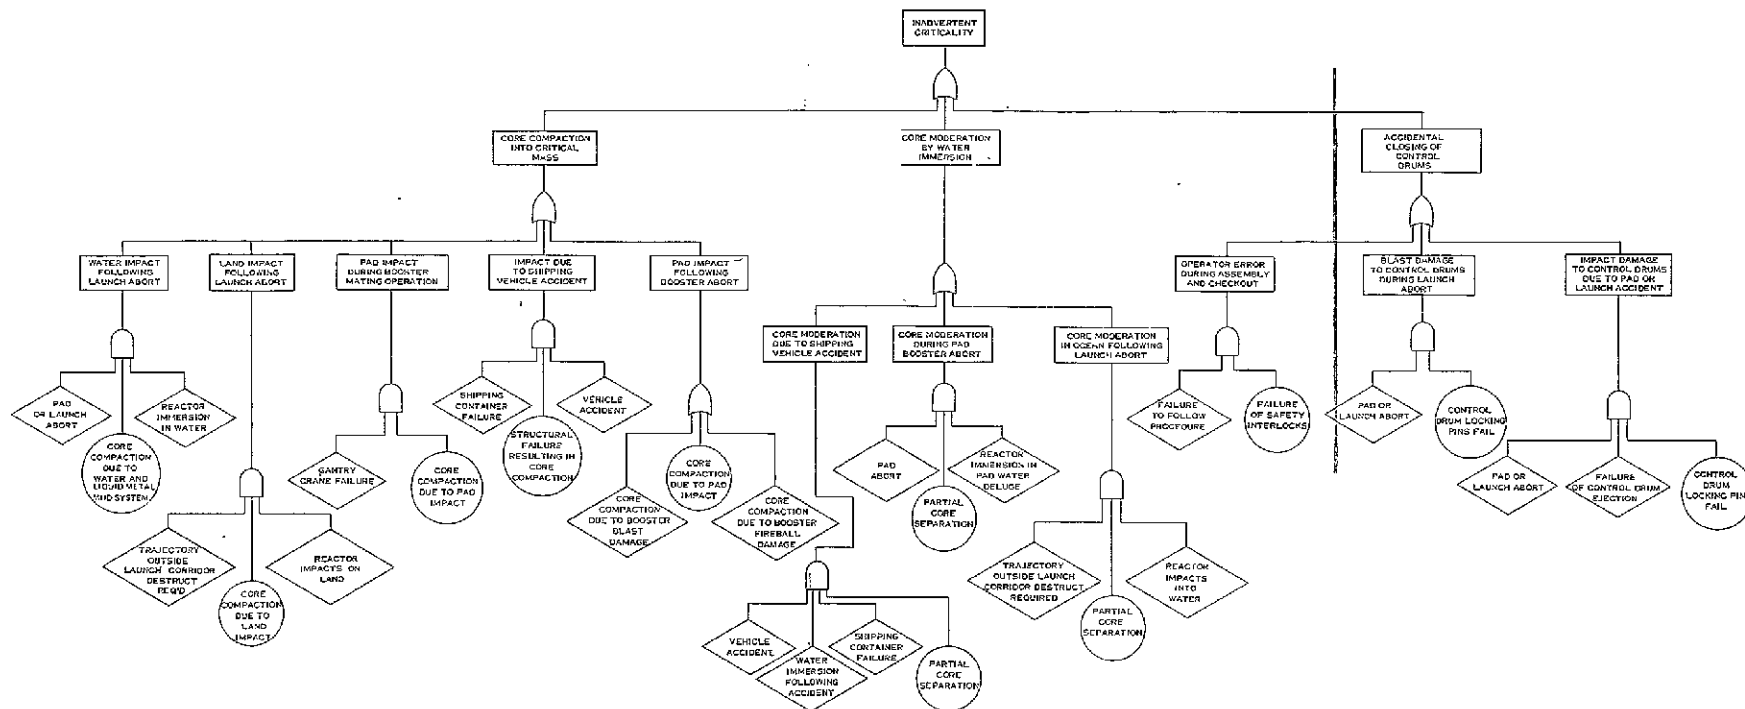 INADVERTENT
CRITICALITY
CORE COMPACTION
INTO CRITICAL
MASS
CORE MODERATION
BY WATER
IMMERSION
ACCIDENTAL
CLOSING OF
CONTROL
DRUMS
WATER IMPACT
FOLLOWING
LAUNCH ABORT
LAND IMPACT
FOLLOWING
LAUNCH ABORT
PAD IMPACT
DURING BOOSTER
MATING OPERATION
IMPACT DUE
TO SHIPPING
VEHICLE ACCIDENT
PAD IMPACT
FOLLOWING
BOOSTER ABORT
OPERATOR ERROR
DURING ASSEMBLY
AND CHECKOUT
BLAST DAMAGE
TO CONTROL DRUMS
DURING LAUNCH
ABORT
IMPACT DAMAGE
TO CONTROL DRUMS
DUE TO PAD OR
LAUNCH ACCIDENT
CORE MODERATION
DUE TO SHIPPING
VEHICLE ACCIDENT
CORE MODERATION
DURING PAD
BOOSTER ABORT
CORE MODERATION
IN OCEAN FOLLOWING
LAUNCH ABORT
PAD
OR LAUNCH
ABORT
CORE
COMPACTION
DUE TO
WATER AND
LIQUID METAL
MHD SYSTEM
REACTOR
IMMERSION
IN WATER
TRAJECTORY
OUTSIDE
LAUNCH CORRIDOR
DESTRUCT
REQ'D
CORE
COMPACTION
DUE TO
LAND
IMPACT
REACTOR
IMPACTS ON
LAND
GANTRY
CRANE FAILURE
CORE
COMPACTION
DUE TO PAD
IMPACT
SHIPPING
CONTAINER
FAILURE
STRUCTURAL
FAILURE
RESULTING IN
CORE
COMPACTION
VEHICLE
ACCIDENT
CORE
COMPACTION
DUE TO BOOSTER
BLAST
DAMAGE
CORE
COMPACTION
DUE TO PAD
IMPACT
CORE
COMPACTION
DUE TO BOOSTER
FIREBALL
DAMAGE
VEHICLE
ACCIDENT
WATER
IMMERSION
FOLLOWING
ACCIDENT
SHIPPING
CONTAINER
FAILURE
PARTIAL
CORE
SEPARATION
PAD
ABORT
PARTIAL
CORE
SEPARATION
REACTOR
IMMERSION IN
PAD WATER
DELUGE
TRAJECTORY
OUTSIDE LAUNCH
CORRIDOR DESTRUCT
REQUIRED
PARTIAL
CORE
SEPARATION
REACTOR
IMPACTS
INTO
WATER
FAILURE
TO FOLLOW
PROCEDURE
FAILURE
OF SAFETY
INTERLOCKS
PAD OR
LAUNCH ABORT
CONTROL
DRUM LOCKING
PINS FAIL
PAD OR
LAUNCH ABORT
FAILURE
OF CONTROL DRUM
EJECTION
CONTROL
DRUM
LOCKING PIN
FAIL